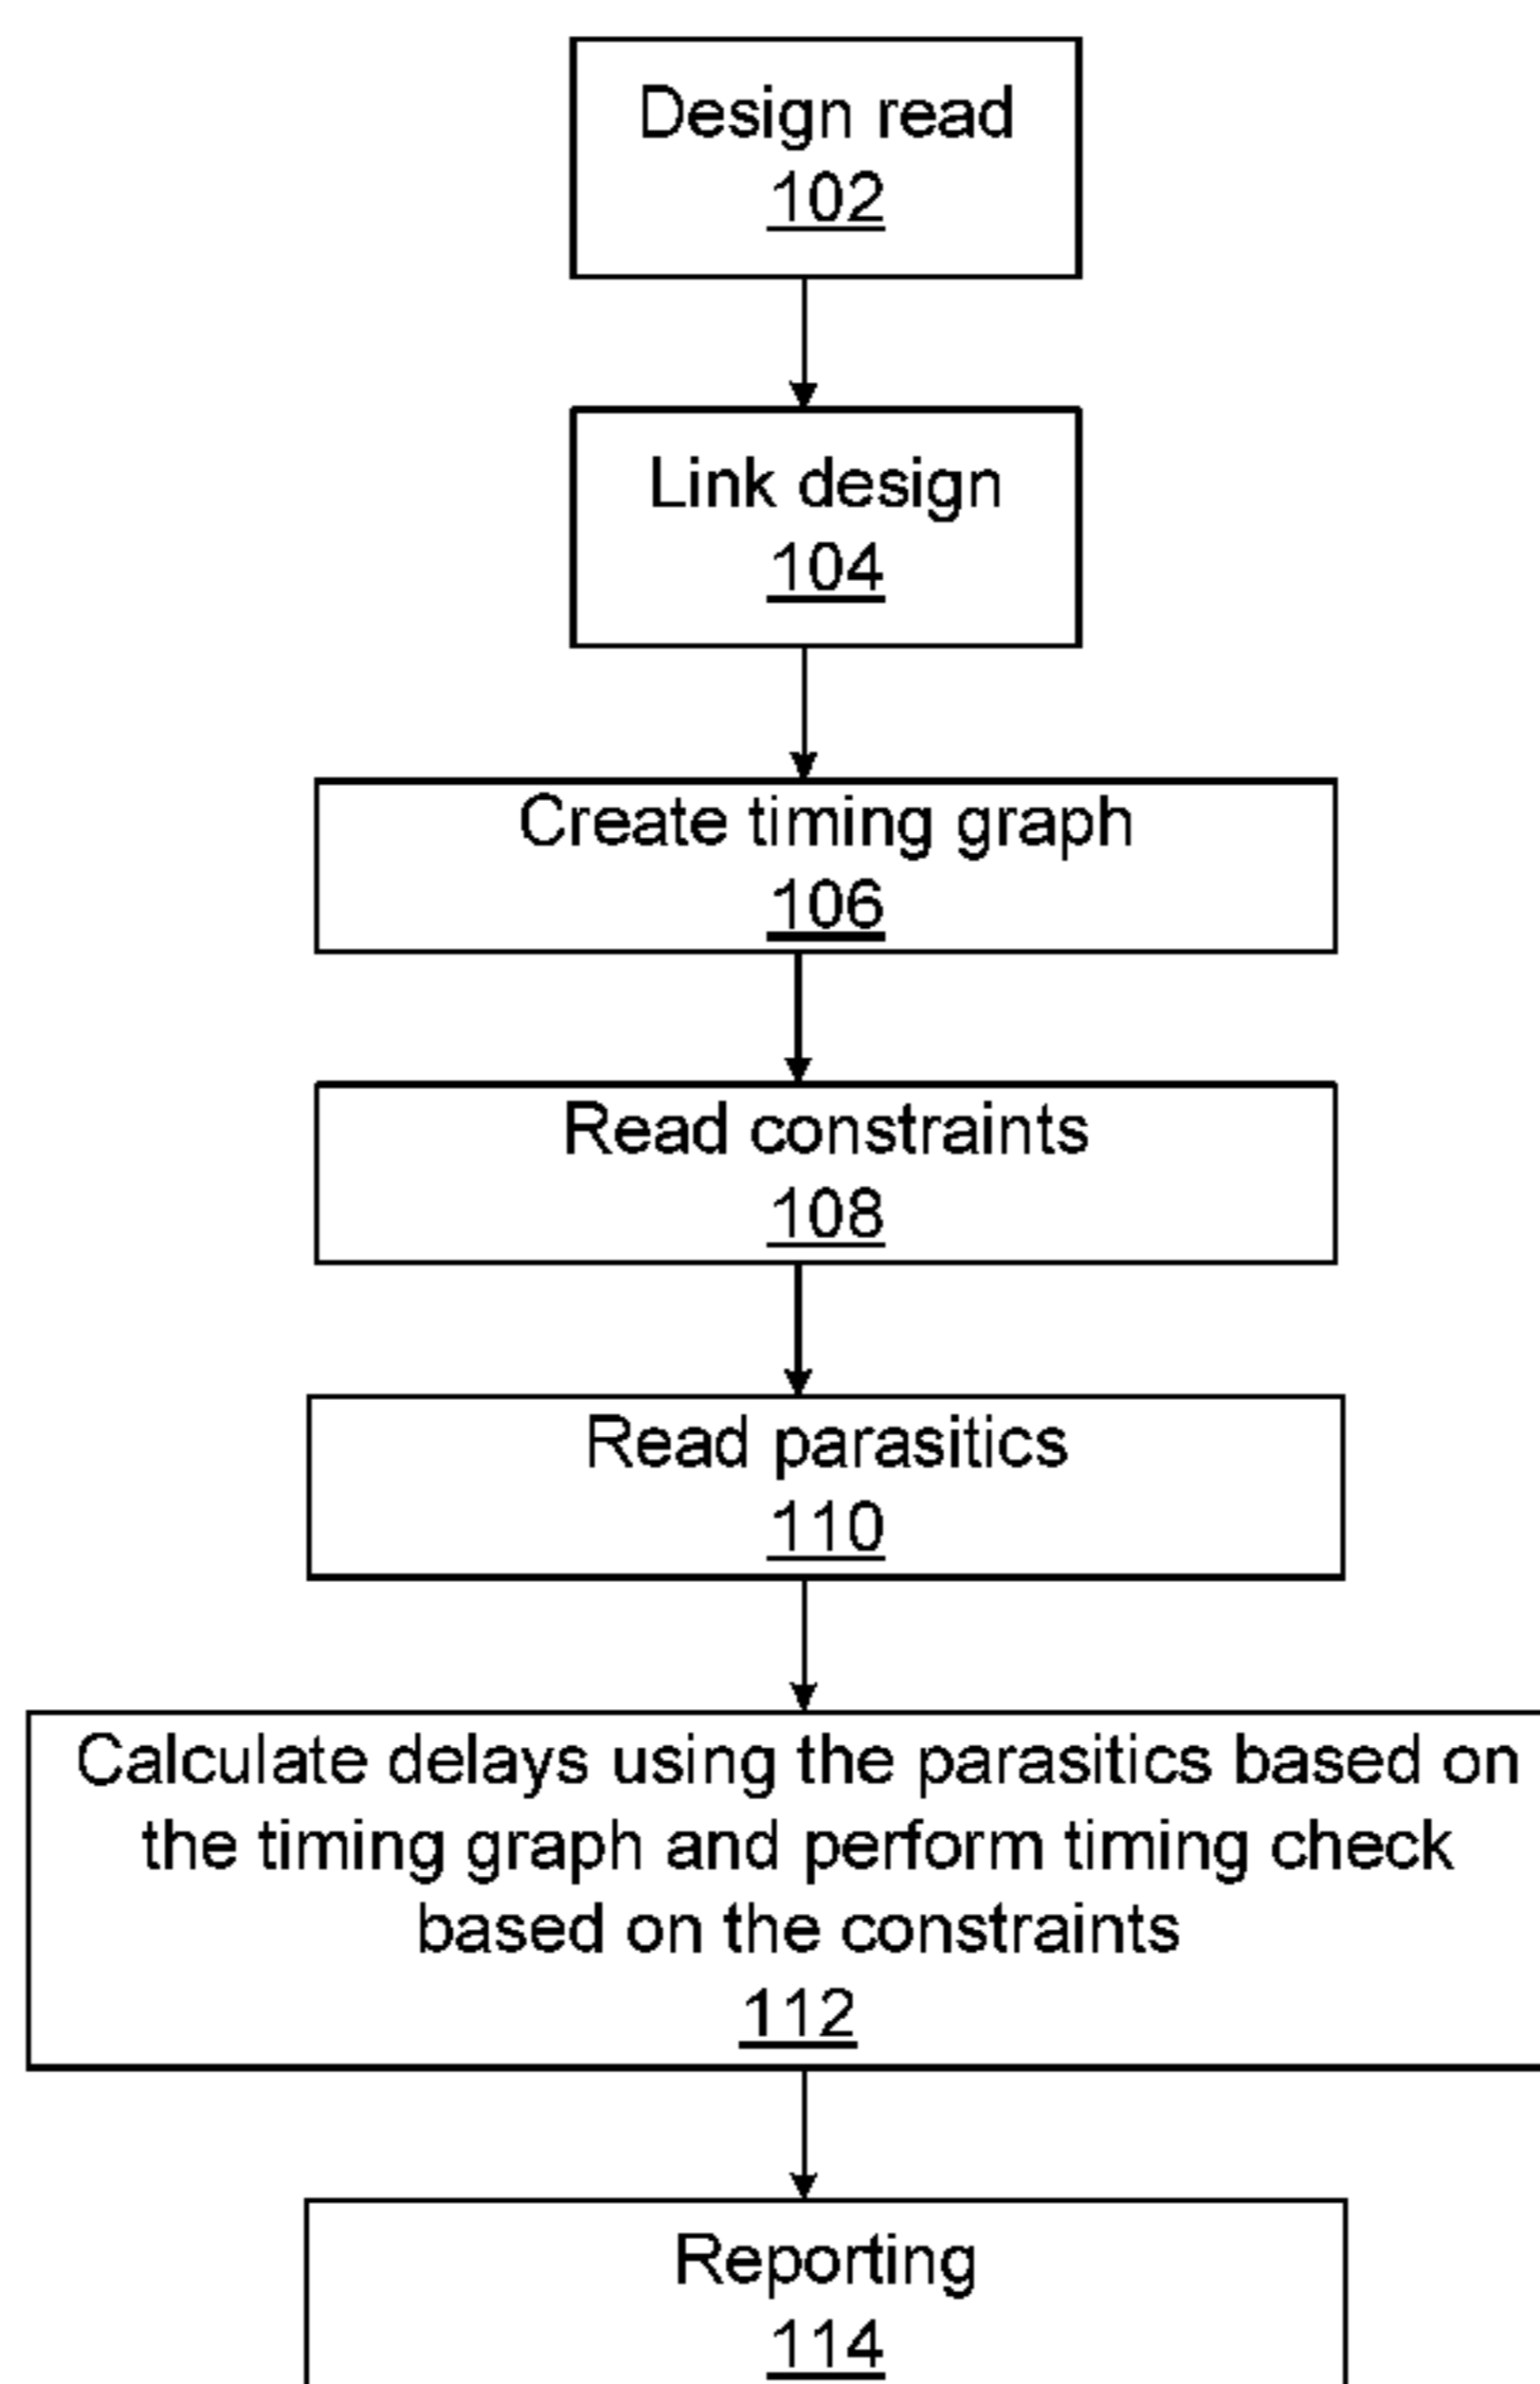 Design read
102
Link design
104
Create timing graph
106
Read constraints
108
Read parasitics
110
Calculate delays using the parasitics based on
the timing graph and perform timing check
based on the constraints
112
Reporting
114